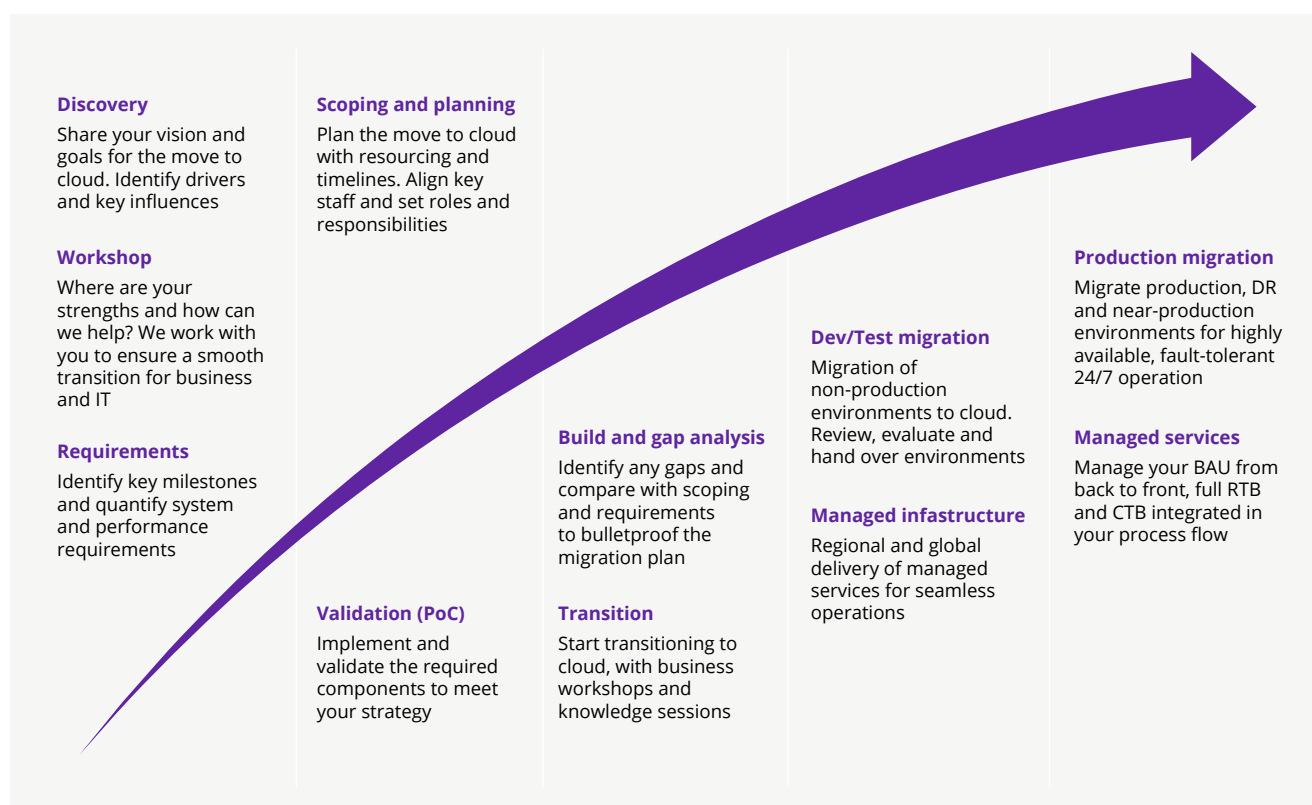 Discovery
Share your vision and
goals for the move to
cloud. Identify drivers
and key influences
Workshop
Where are your
strengths and how can
we help? We work with
you to ensure a smooth
transition for business
and IT
Requirements
Identify key milestones
and quantify system
and performance
requirements
Scoping and planning
Plan the move to cloud
with resourcing and
timelines. Align key
staff and set roles and
responsibilities
Validation (PoC)
Implement and
validate the required
components to meet
your strategy
Build and gap analysis
Identify any gaps and
compare with scoping
and requirements
to bulletproof the
migration plan
Transition
Start transitioning to
cloud, with business
workshops and
knowledge sessions
Dev/Test migration
Migration of
non-production
environments to cloud.
Review, evaluate and
hand over environments
Managed infastructure
Regional and global
delivery of managed
services for seamless
operations
Production migration
Migrate production, DR
and near-production
environments for highly
available, fault-tolerant
24/7 operation
Managed services
Manage your BAU from
back to front, full RTB
and CTB integrated in
your process flow